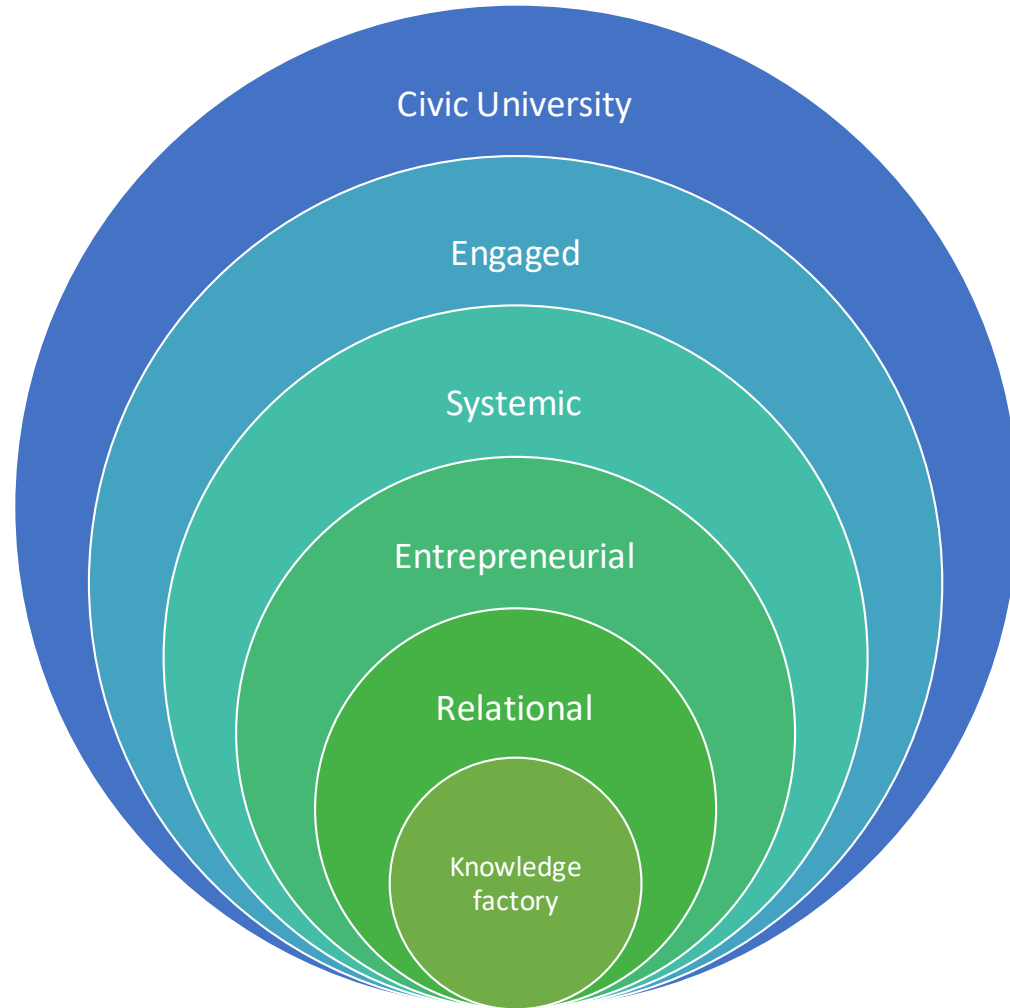 Civic University
Engaged
Systemic
Entrepreneurial
Relational
Knowledge
factory